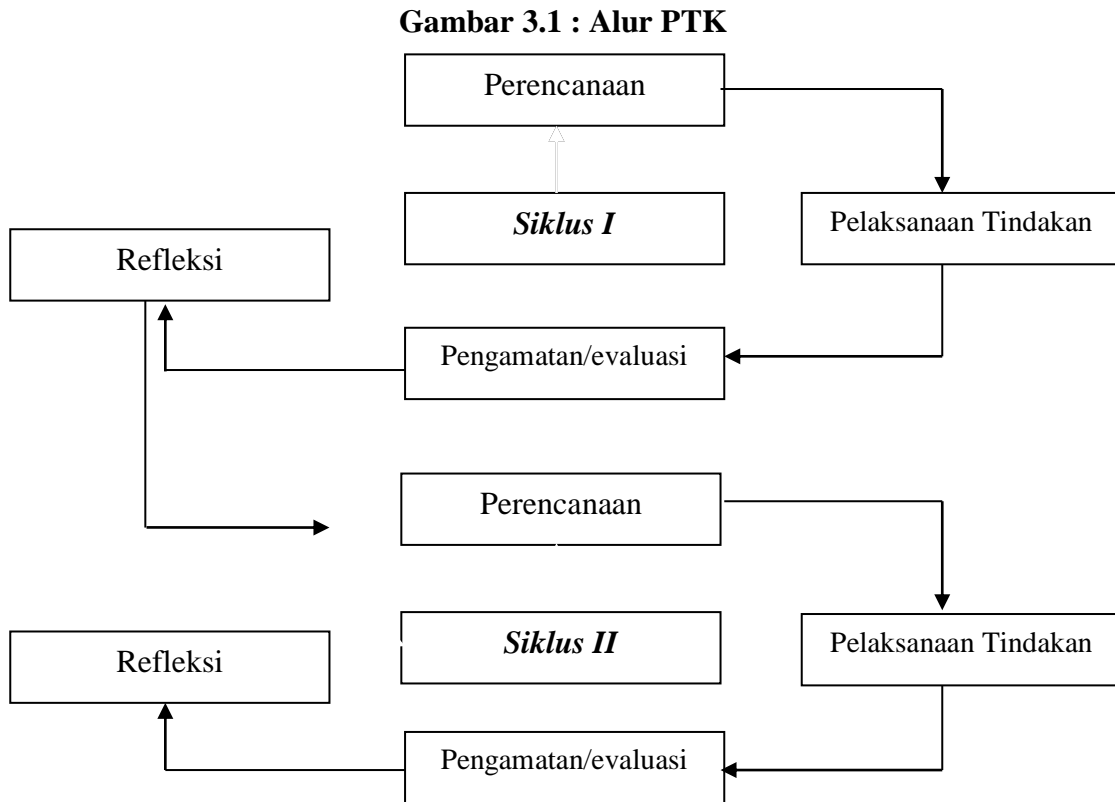 Gambar 3.1 : Alur PTK
Perencanaan
Siklus I
Pelaksanaan Tindakan
Refleksi
Pengamatan/evaluasi
Perencanaan
Siklus II
Pelaksanaan Tindakan
Refleksi
Pengamatan/evaluasi